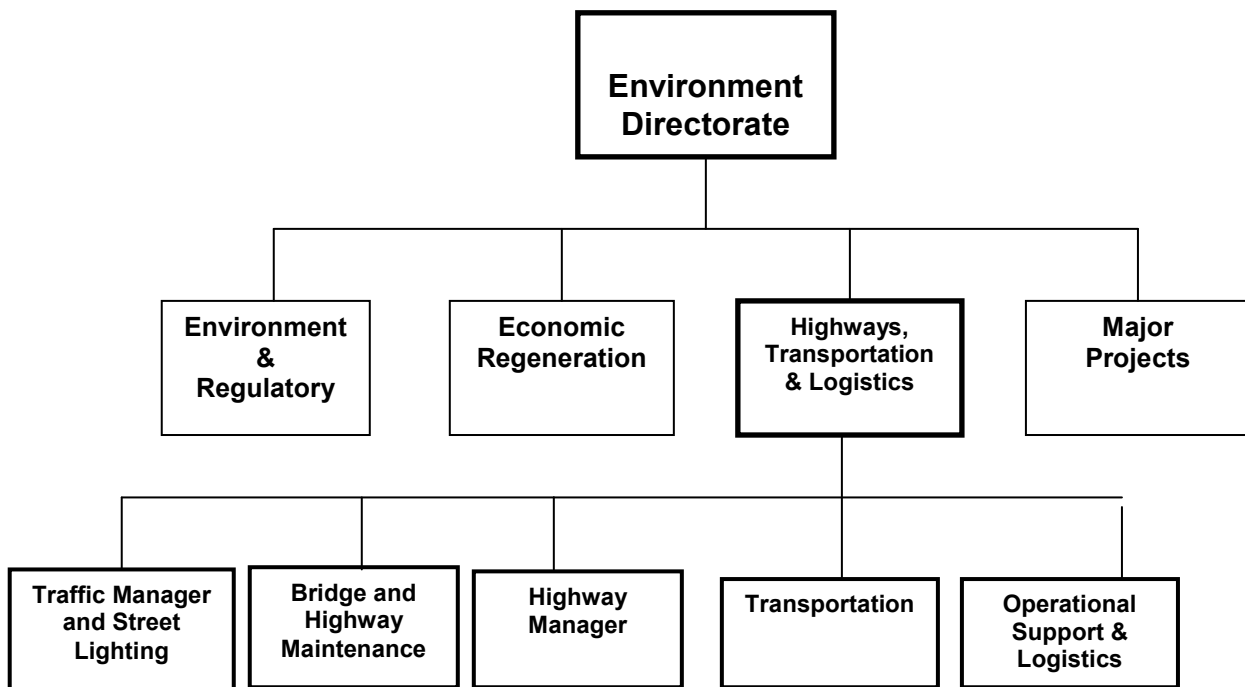 Environment
Directorate
Environment
&
Regulatory
Economic
Regeneration
Highways,
Transportation
& Logistics
Major
Projects
Traffic Manager
and Street
Lighting
Bridge and
Highway
Maintenance
Highway
Manager
Transportation
Operational
Support &
Logistics